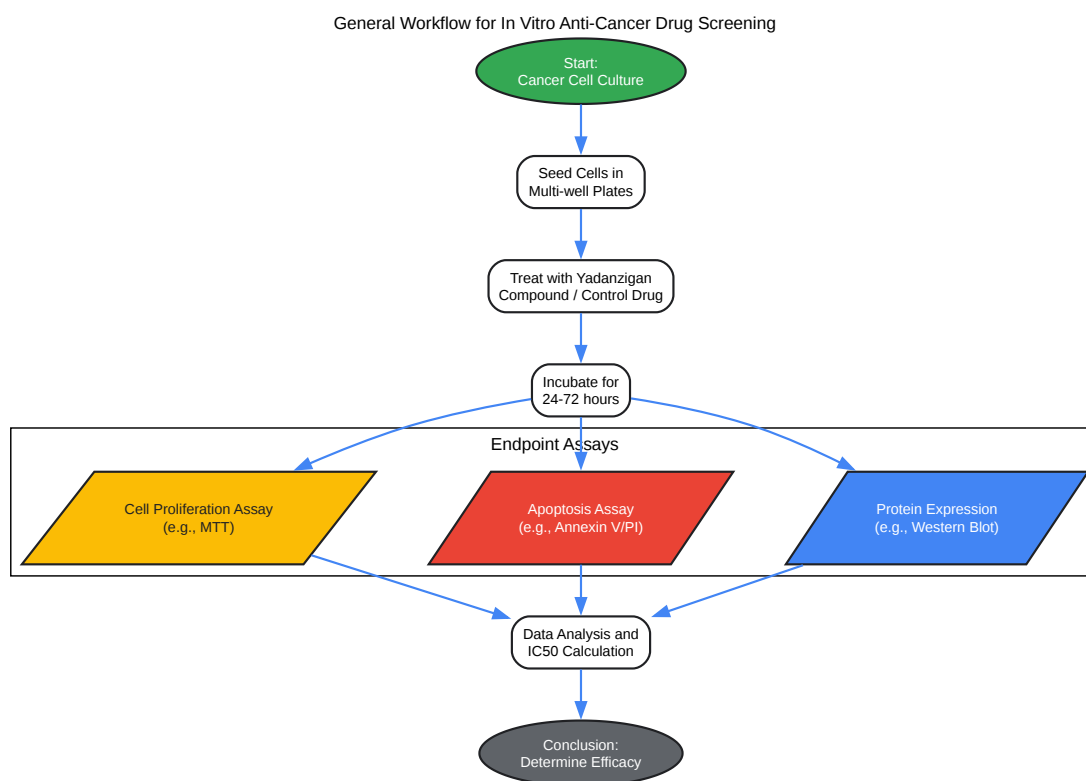 General Workflow for In Vitro Anti-Cancer Drug Screening
Start:
Cancer Cell Culture
Seed Cells in
Multi-well Plates
Treat with Yadanzigan
Compound / Control Drug
Incubate for
24-72 hours
Endpoint Assays
Cell Proliferation Assay
(e.g., MTT)
Apoptosis Assay
(e.g., Annexin V/PI)
Protein Expression
(e.g., Western Blot)
Data Analysis and
IC50 Calculation
Conclusion:
Determine Efficacy